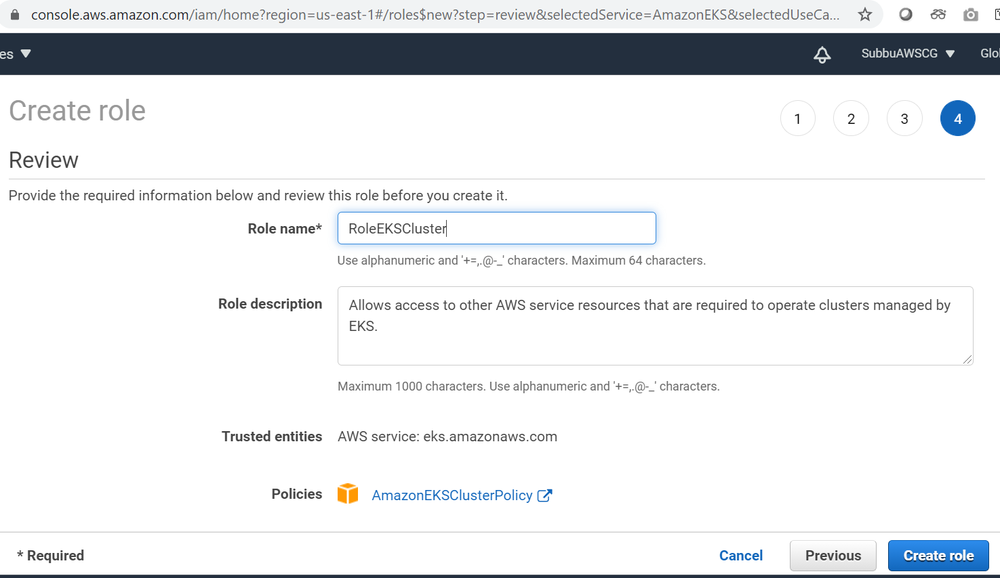 console.aws.amazon.com/iam/home?region=us-east-1#/roles$new?step=review&selectedService=AmazonEKS&selectedUseCa...
es
SubbuAWSCG
Glo
Create role
1 2 3 4
Review
Provide the required information below and review this role before you create it.
Role name* RoleEKSCluster
Use alphanumeric and '+=,.@-_' characters. Maximum 64 characters.
Role description Allows access to other AWS service resources that are required to operate clusters managed by
EKS.
Maximum 1000 characters. Use alphanumeric and '+=,.@-_' characters.
Trusted entities AWS service: eks.amazonaws.com
Policies AmazonEKSClusterPolicy
* Required Cancel Previous Create role